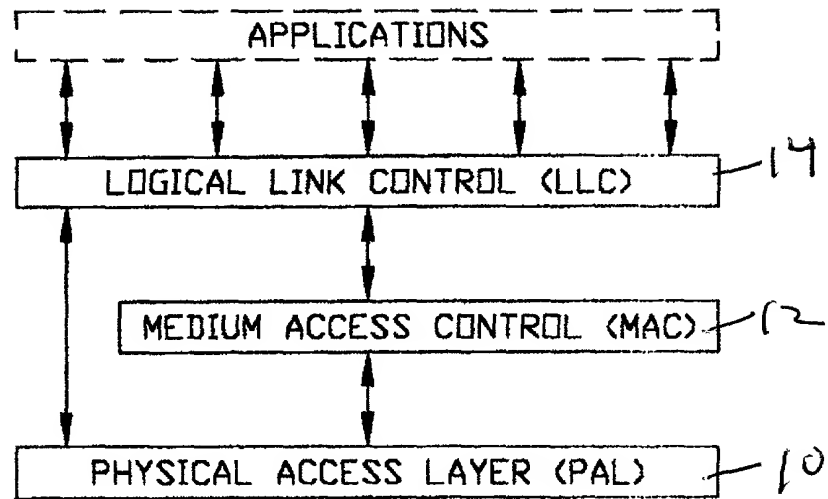 APPLICATIONS
LOGICAL LINK CONTROL (LLC) 14
MEDIUM ACCESS CONTROL (MAC) 12
PHYSICAL ACCESS LAYER (PAL) 10